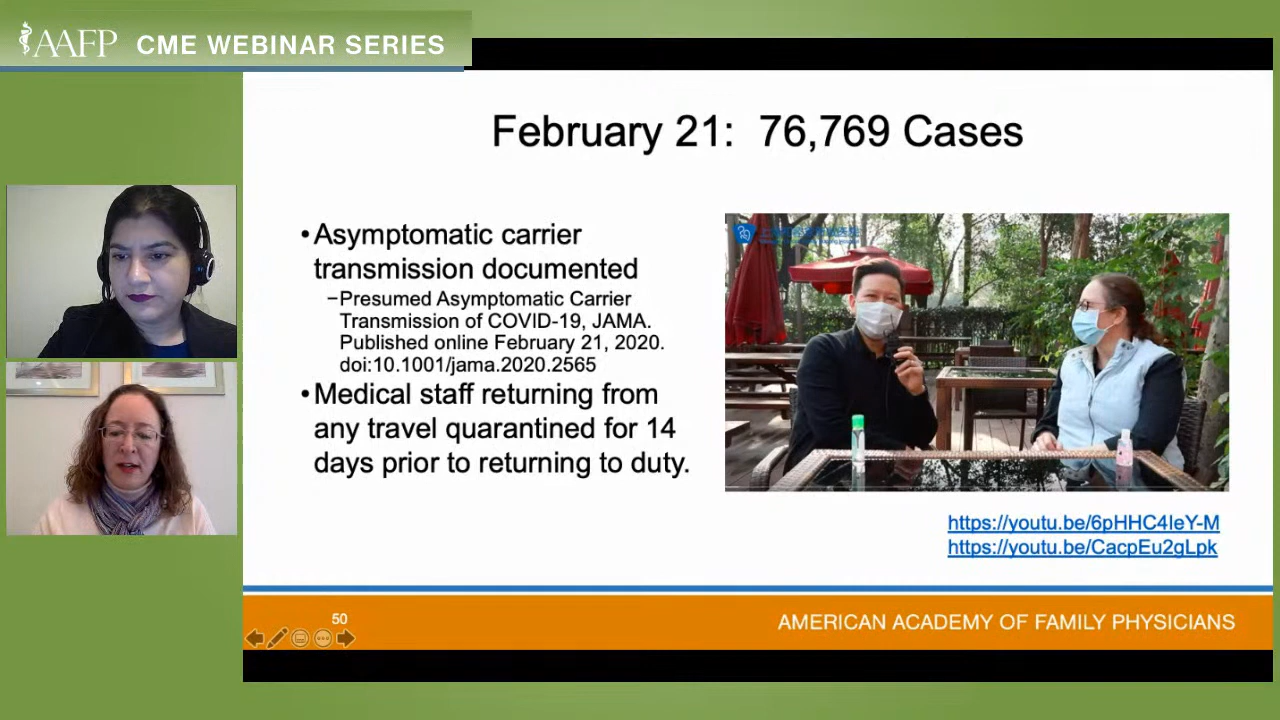 AAFP CME WEBINAR SERIES
February 21: 76,769 Cases
•Asymptomatic carrier
transmission documented
–Presumed Asymptomatic Carrier
Transmission of COVID-19, JAMA.
Published online February 21, 2020.
doi:10.1001/jama.2020.2565
•Medical staff returning from
any travel quarantined for 14
days prior to returning to duty.
https://youtu.be/6pHHC4leY-M
https://youtu.be/CacpEu2gLpk
50
AMERICAN ACADEMY OF FAMILY PHYSICIANS